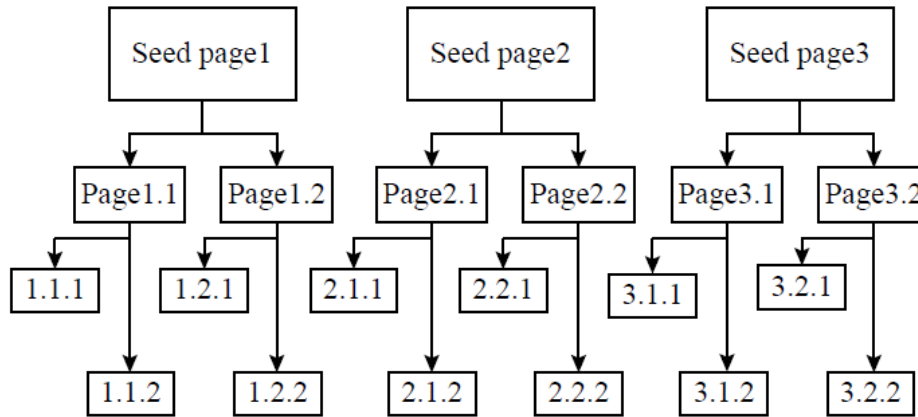 Seed page1
Seed page2
Seed page3
Page1.1
Page1.2
Page2.1
Page2.2
Page3.1
Page3.2
1.1.1
1.2.1
2.1.1
2.2.1
3.1.1
3.2.1
1.1.2
1.2.2
2.1.2
2.2.2
3.1.2
3.2.2